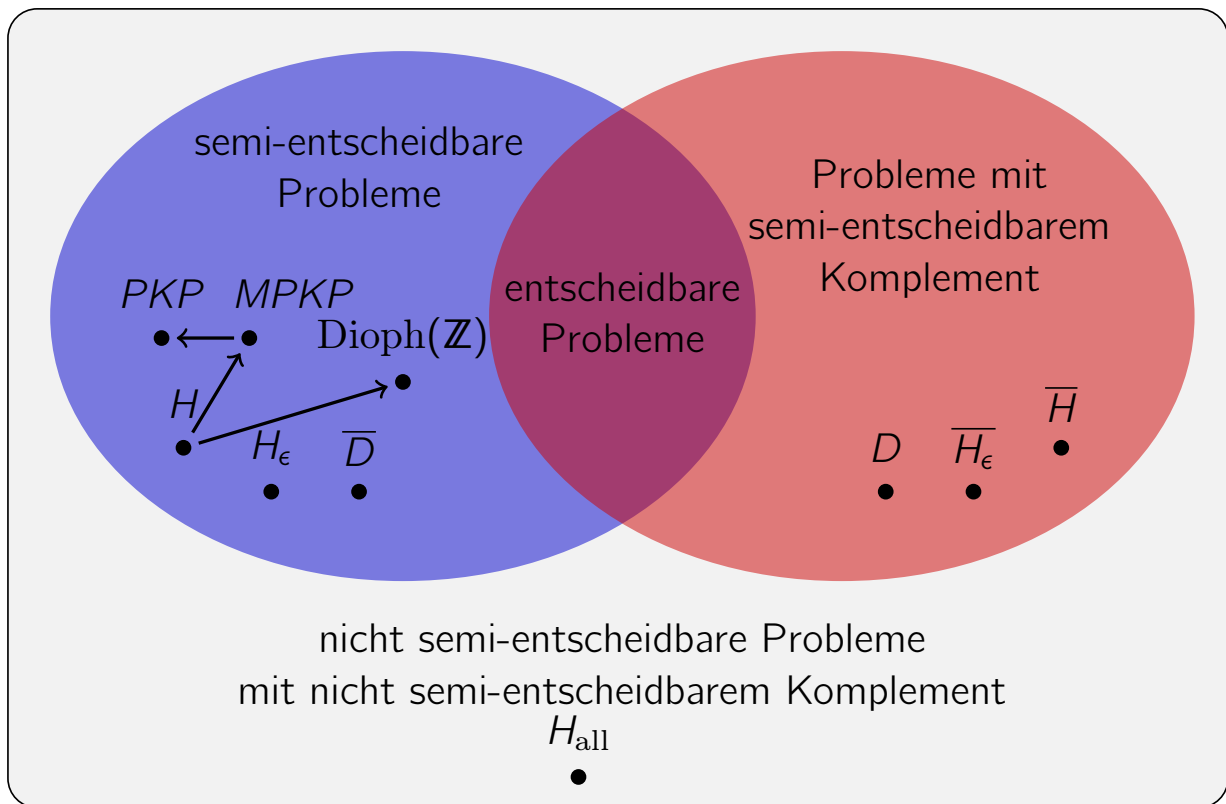 semi-entscheidbare
Probleme
Probleme mit
semi-entscheidbarem
Komplement
entscheidbare
Probleme
PKP
MPKP
Dioph(ℤ)
H
H_ϵ
D̅
D
H̅_ϵ̅
H̅
nicht semi-entscheidbare Probleme
mit nicht semi-entscheidbarem Komplement
H_all